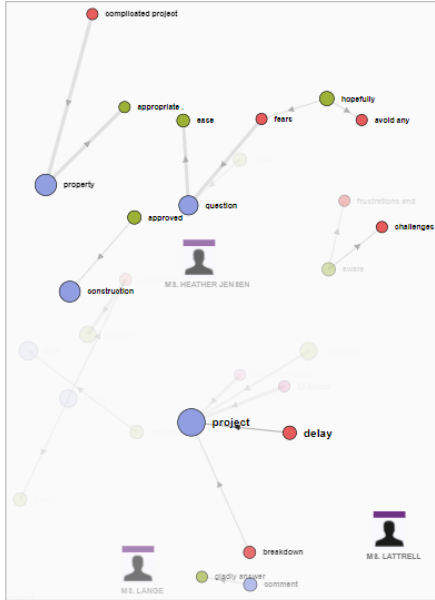 complicated project
appropriate .
ease
fears
hopefully
avoid any
property
question
approved
frustrations and
challenges
aware
MS. HEATHER JENSEN
construction
project
delay
MS. LATTRELL
breakdown
gladly answer
comment
MS. LANGE